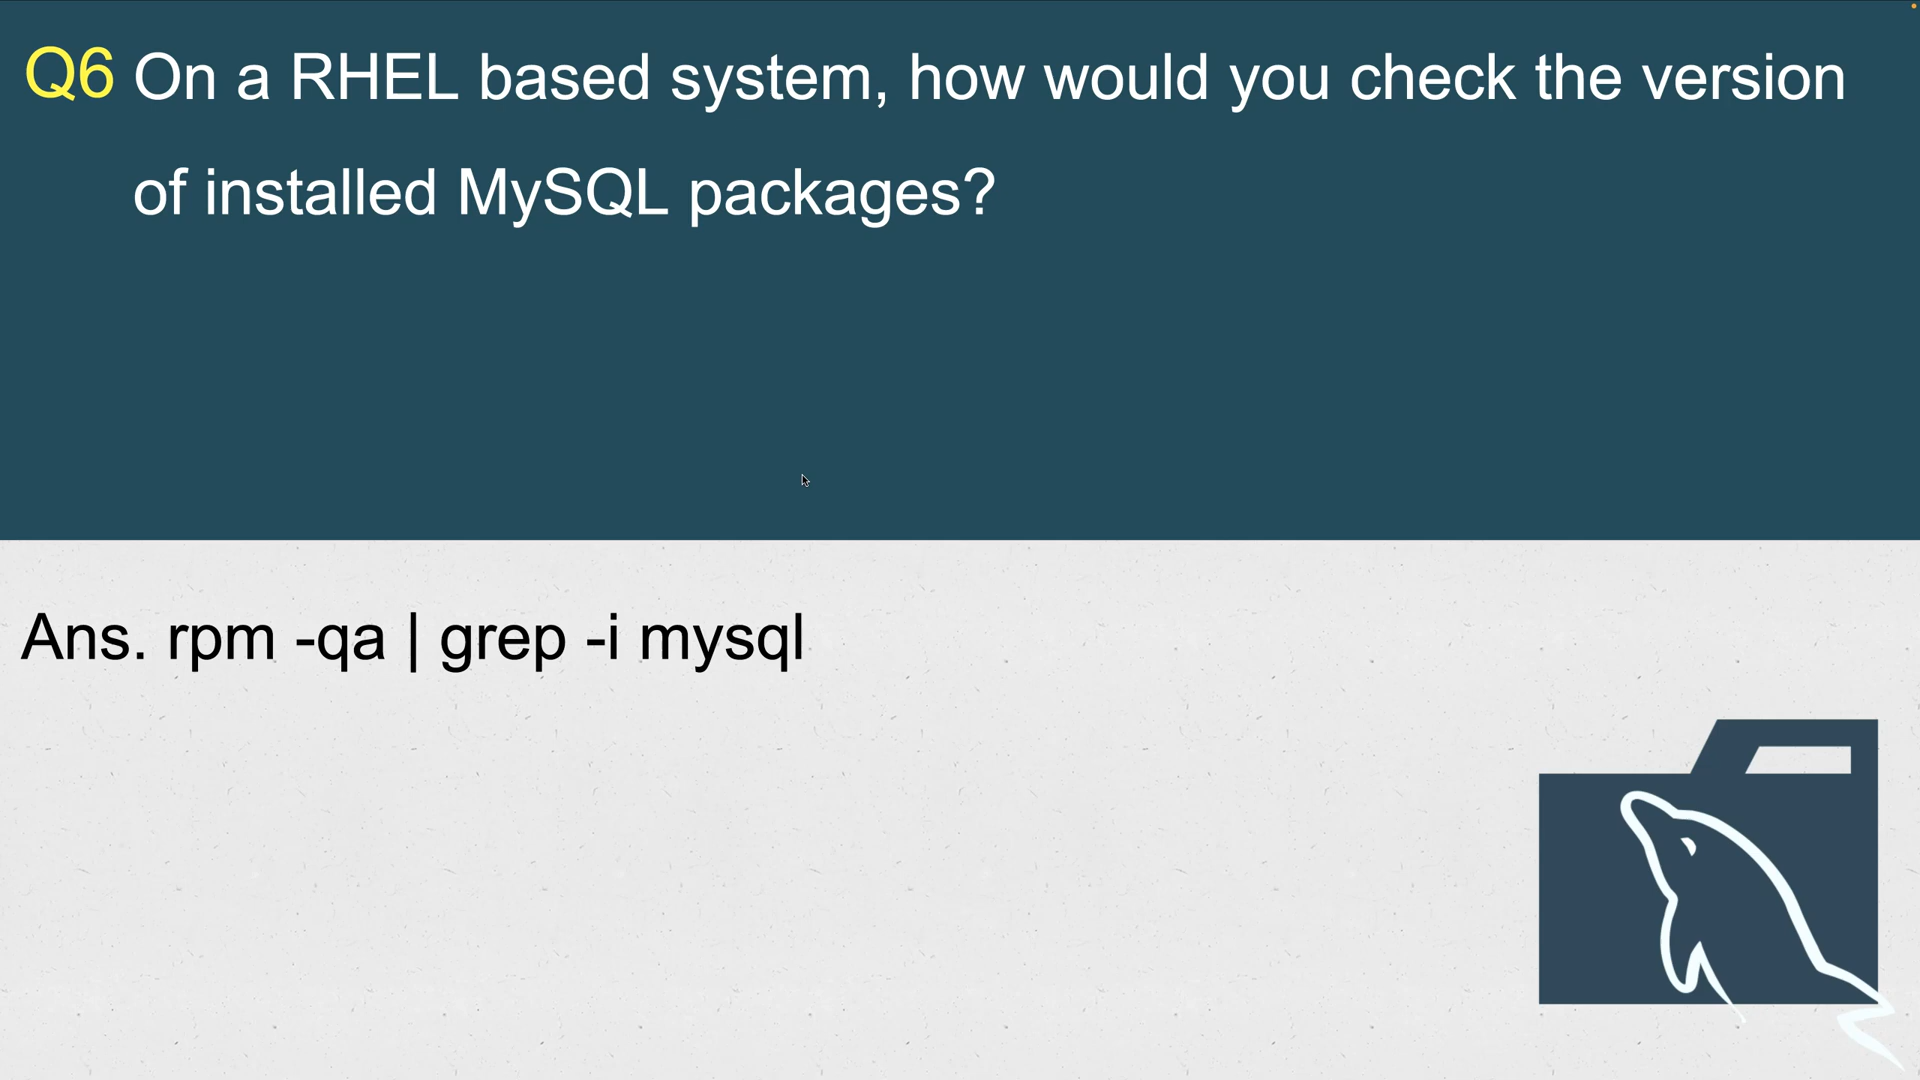 Q6 On a RHEL based system, how would you check the version
of installed MySQL packages?
Ans. rpm -qa | grep -i mysql